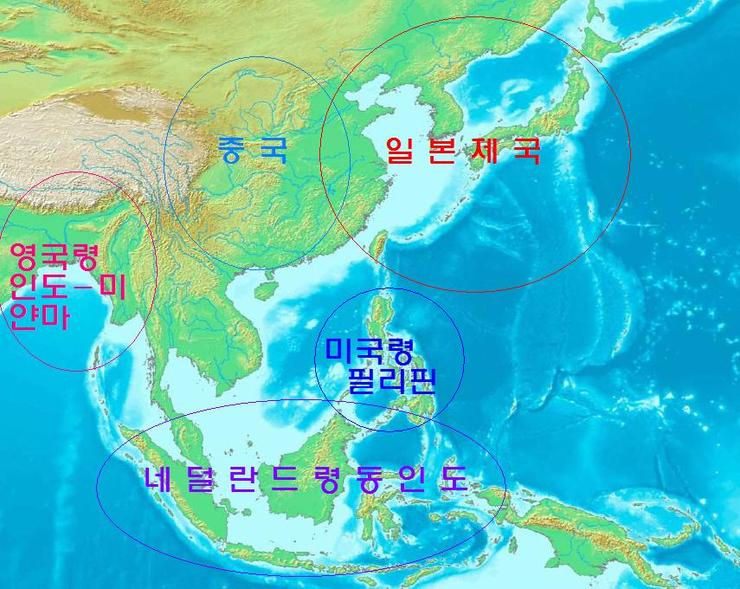 중 국
일 본 제 국
영국령
인도-미
얀마
미국령
필리핀
네 덜 란 드 령 동 인 도